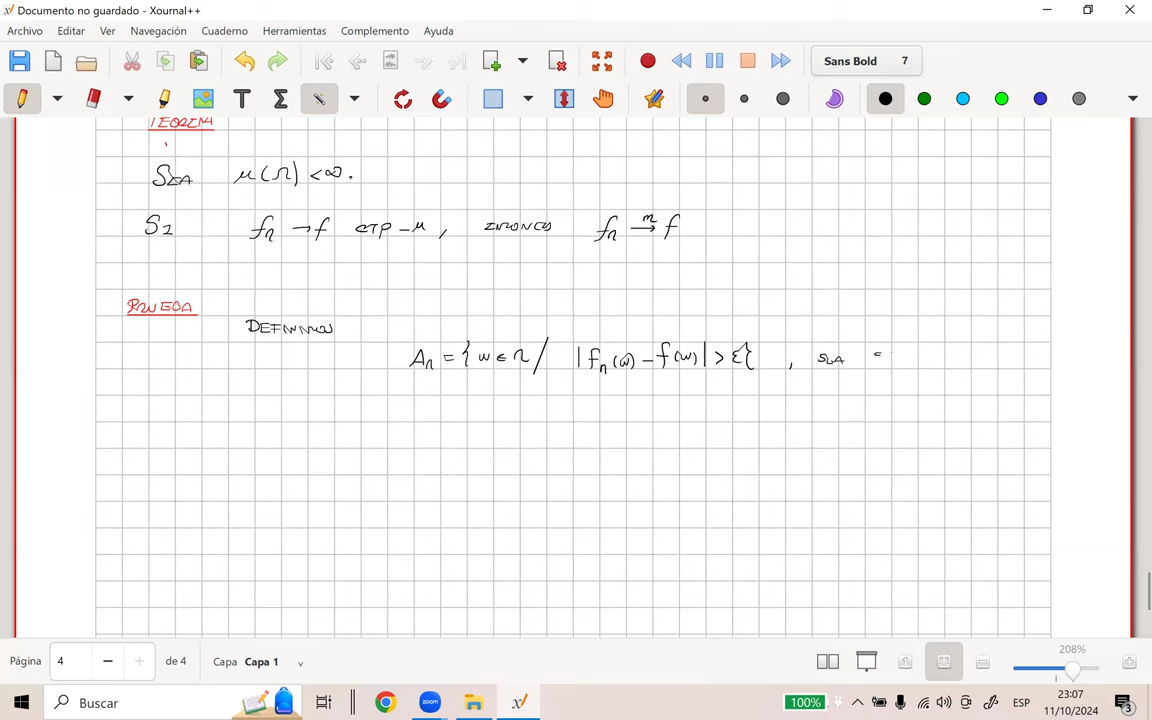 Documento no guardado - Xournal++
Archivo Editar Ver Navegación Cuaderno Herramientas Complemento Ayuda
Sans Bold 7
TEOREMA
SEA μ(Ω) <∞.
SI fn → f CTP-μ, ENTONCES fn →m f
PRUEBA
DEFINIMOS
An = { w ∈ Ω / | fn(w) - f(w)| > ε} , SEA
Página 4 de 4 Capa Capa 1 208%
Buscar zoom 100% ESP 23:07
11/10/2024 3